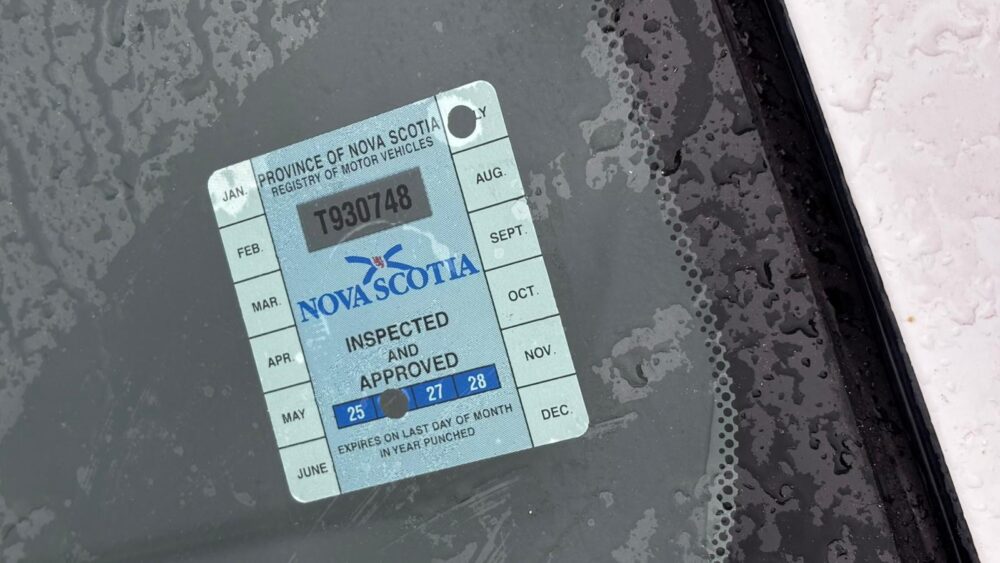 PROVINCE OF NOVA SCOTIA
REGISTRY OF MOTOR VEHICLES
T930748
NOVA SCOTIA
INSPECTED
AND
APPROVED
25 27 28
EXPIRES ON LAST DAY OF MONTH
IN YEAR PUNCHED
JAN.
FEB.
MAR.
APR.
MAY
JUNE
LY
AUG.
SEPT.
OCT.
NOV.
DEC.